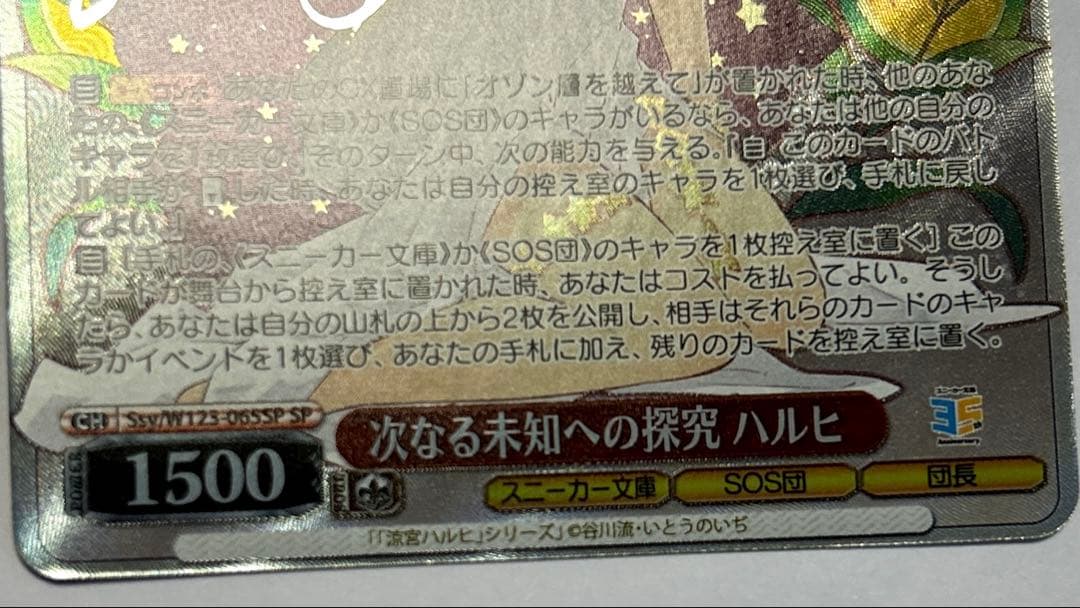 自 置場に「オゾン層を越えて」が置かれた時、他のあな
たの《スニーカー文庫》か《SOS団》のキャラがいるなら、あなたは他の自分の
キャラを1枚選び、そのターン中、次の能力を与える。『自 このカードのバト
ル相手が した時、あなたは自分の控え室のキャラを1枚選び、手札に戻し
てよい。』
自 [手札の《スニーカー文庫》か《SOS団》のキャラを1枚控え室に置く] この
カードが舞台から控え室に置かれた時、あなたはコストを払ってよい。そうし
たら、あなたは自分の山札の上から2枚を公開し、相手はそれらのカードのキャ
ラかイベントを1枚選び、あなたの手札に加え、残りのカードを控え室に置く。
スニーカー文庫
35th
Anniversary
CH Ssy/W123-065SP SP
次なる未知への探究 ハルヒ
POWER 1500
SOUL
スニーカー文庫 SOS団 団長
「「涼宮ハルヒ」シリーズ」©谷川流・いとうのいぢ